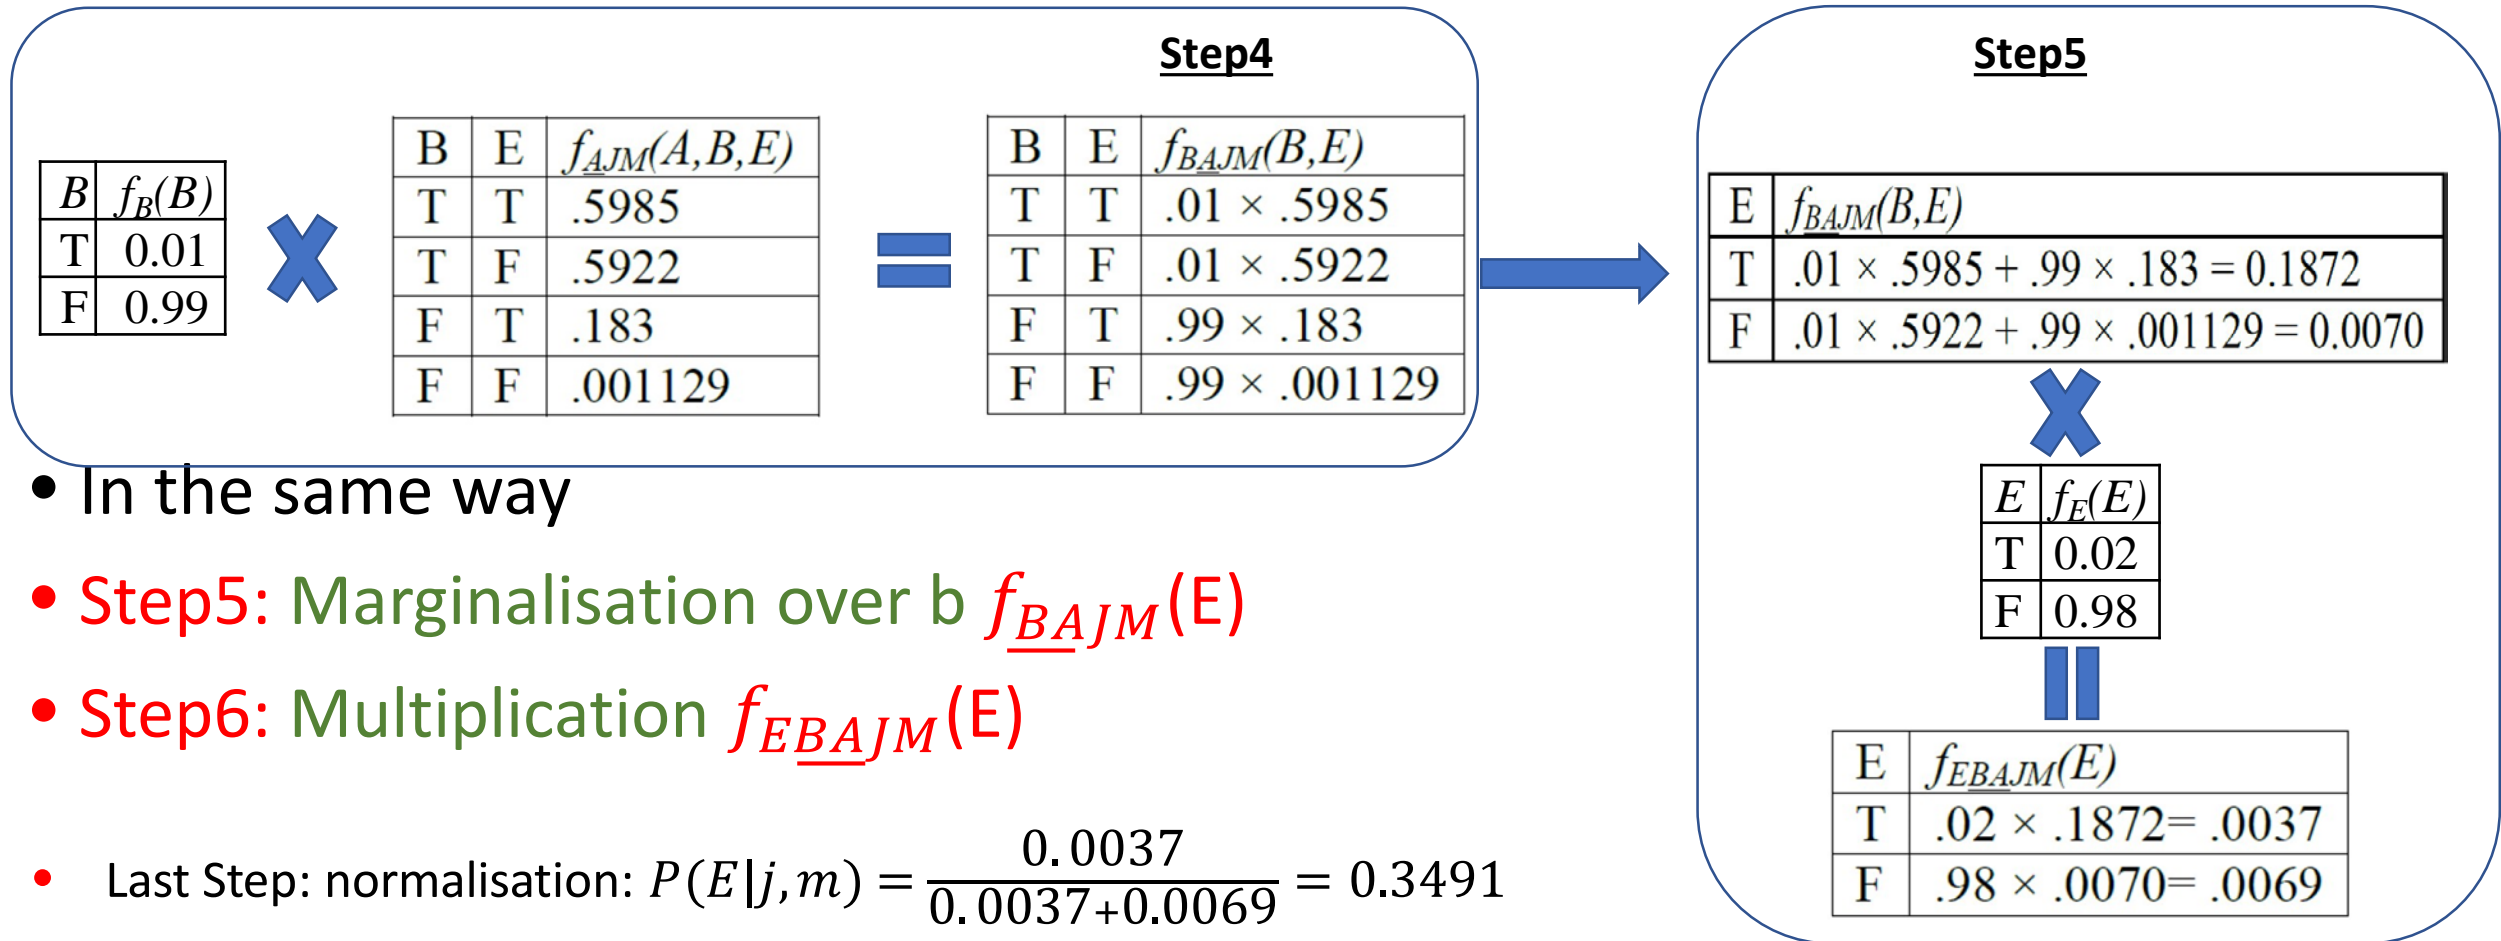 Step4
B f_B(B)
T 0.01
F 0.99
B E f_AJM(A,B,E)
T T .5985
T F .5922
F T .183
F F .001129
B E f_BAJM(B,E)
T T .01 × .5985
T F .01 × .5922
F T .99 × .183
F F .99 × .001129
Step5
E f_BAJM(B,E)
T .01 × .5985 + .99 × .183 = 0.1872
F .01 × .5922 + .99 × .001129 = 0.0070
E f_E(E)
T 0.02
F 0.98
E f_EBAJM(E)
T .02 × .1872= .0037
F .98 × .0070= .0069
• In the same way
• Step5: Marginalisation over b f_BAJM(E)
• Step6: Multiplication f_EBAJM(E)
• Last Step: normalisation: P(E|j, m) = 0.0037 / 0.0037+0.0069 = 0.3491